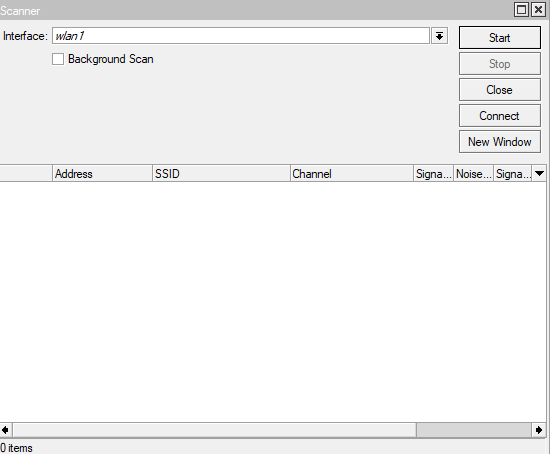 Scanner
Interface: wlan1
Start
Background Scan
Stop
Close
Connect
New Window
Address SSID Channel Signa... Noise... Signa...
0 items